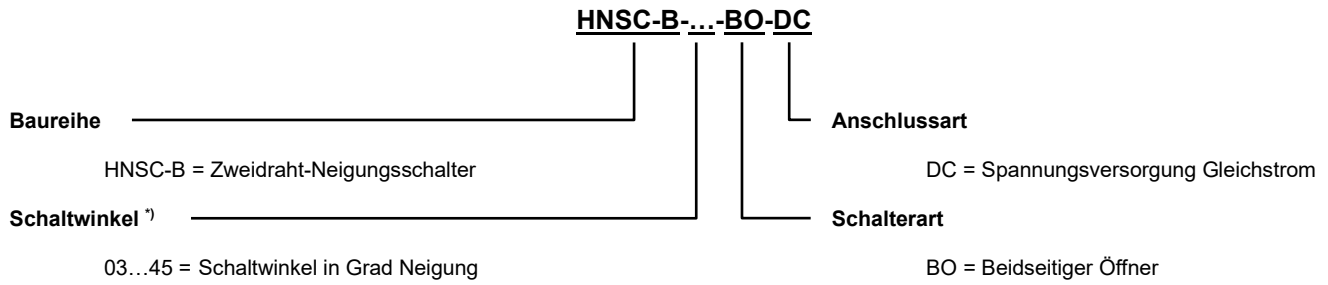 HNSC-B-…-BO-DC
Baureihe
Anschlussart
HNSC-B = Zweidraht-Neigungsschalter
DC = Spannungsversorgung Gleichstrom
Schaltwinkel *)
Schalterart
03…45 = Schaltwinkel in Grad Neigung
BO = Beidseitiger Öffner